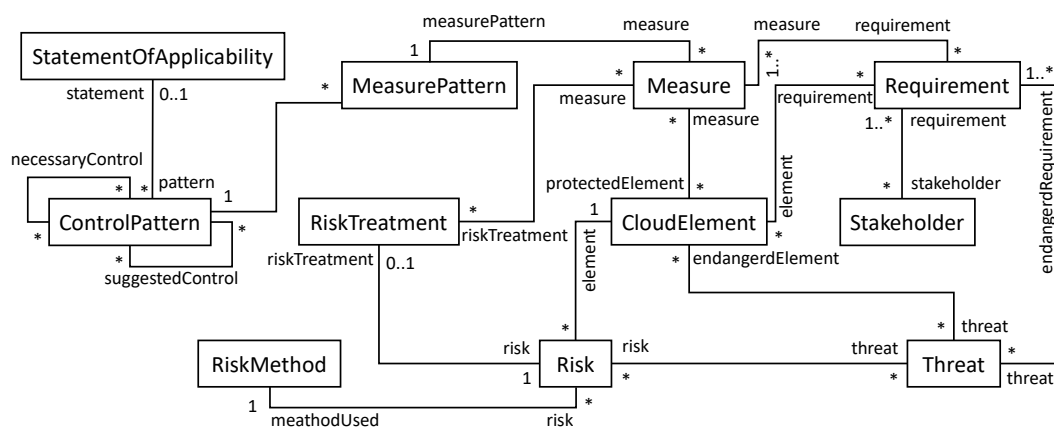 measurePattern
measure
measure
requirement
StatementOfApplicability
1
*
1..*
*
statement
0..1
*
MeasurePattern
*
Measure
*
Requirement
1..*
measure
requirement
necessaryControl
*
measure
1..*
requirement
endangerdRequirement
*
*
pattern
1
protectedElement
*
element
*
stakeholder
ControlPattern
RiskTreatment
*
1
CloudElement
Stakeholder
*
*
riskTreatment
*
*
riskTreatment
0..1
element
*
endangerdElement
suggestedControl
*
*
threat
RiskMethod
risk
Risk
risk
threat
Threat
*
1
*
*
threat
1
meathodUsed
risk
*